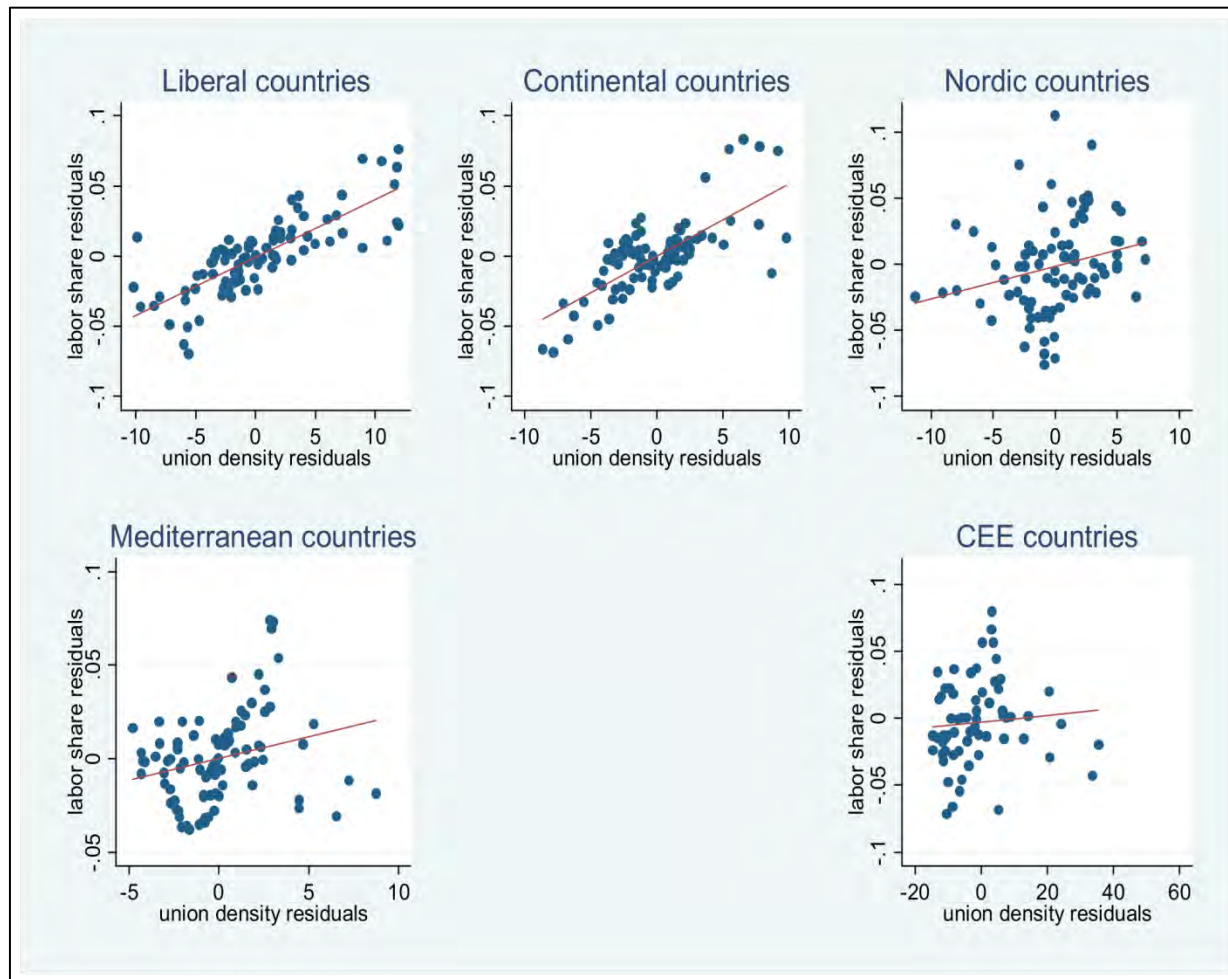 Liberal countries
labor share residuals
.1
.05
0
-.05
-.1
-10 -5 0 5 10
union density residuals
Continental countries
labor share residuals
.1
.05
0
-.05
-.1
-10 -5 0 5 10
union density residuals
Nordic countries
labor share residuals
.1
.05
0
-.05
-.1
-10 -5 0 5 10
union density residuals
Mediterranean countries
labor share residuals
.1
.05
0
-.05
-5 0 5 10
union density residuals
CEE countries
labor share residuals
.1
.05
0
-.05
-.1
-20 0 20 40 60
union density residuals